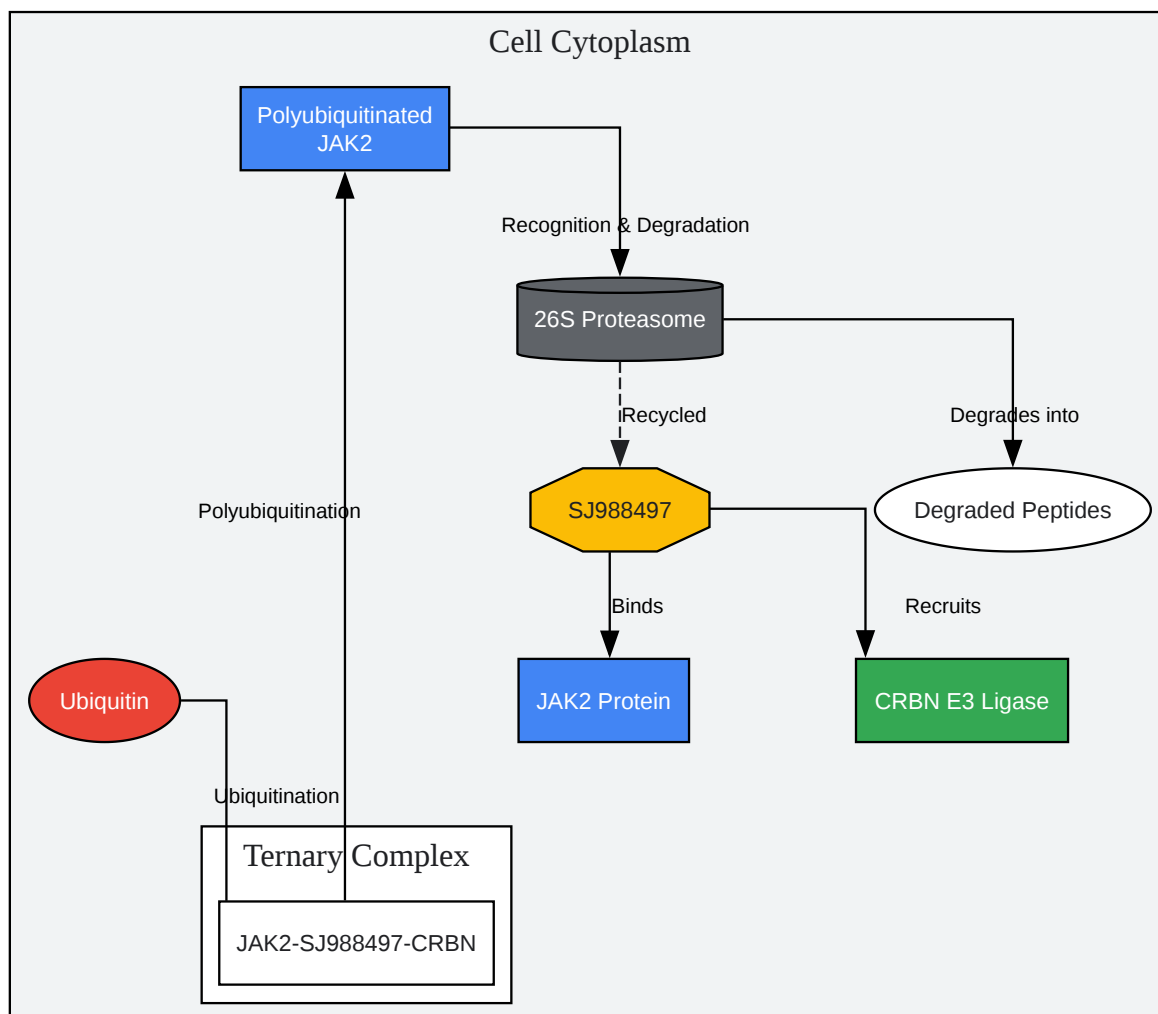 Cell Cytoplasm
Polyubiquitinated
JAK2
Recognition & Degradation
26S Proteasome
Recycled
Degrades into
SJ988497
Degraded Peptides
Polyubiquitination
Binds
Recruits
Ubiquitin
JAK2 Protein
CRBN E3 Ligase
Ubiquitination
Ternary Complex
JAK2-SJ988497-CRBN